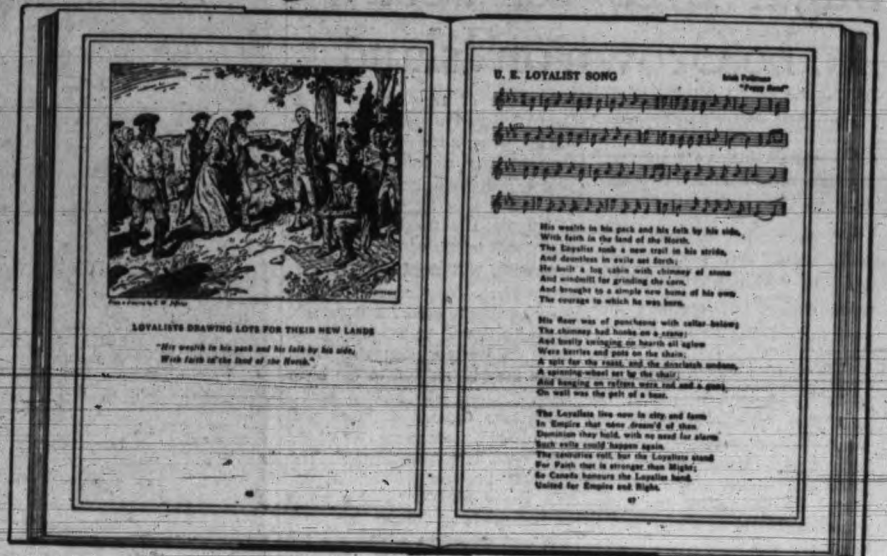 From a drawing by C. W. Jefferys
LOYALISTS DRAWING LOTS FOR THEIR NEW LANDS
"His wealth in his pack and his folk by his side,
With faith in the land of the North."
U. E. LOYALIST SONG
Irish Folktune
"Peggy Bawn"
His wealth in his pack and his folk by his side,
With faith in the land of the North,
The Loyalist took a new trail in his stride,
And dauntless in exile set forth;
He built a log cabin with chimney of stone
And windmill for grinding the corn,
And brought to a simple new home of his own
The courage to which he was born.
His floor was of puncheons with cellar below;
The chimney had hooks on a crane;
And busily swinging on hearth all aglow
Were kettles and pots on the chain;
A spit for the roast, and the doorlatch
A spinning-wheel set by the chair;
And hanging on rafters were rod and a gun;
On wall was the pelt of a bear.
The Loyalists live now in city and farm
In Empire that none dream'd of then
Dominion they hold, with no need for alarm
Such exile could happen again.
The centuries roll, but the Loyalists stand
For Faith that is stronger than Might;
So Canada honours the Loyalist band,
United for Empire and Right.
47